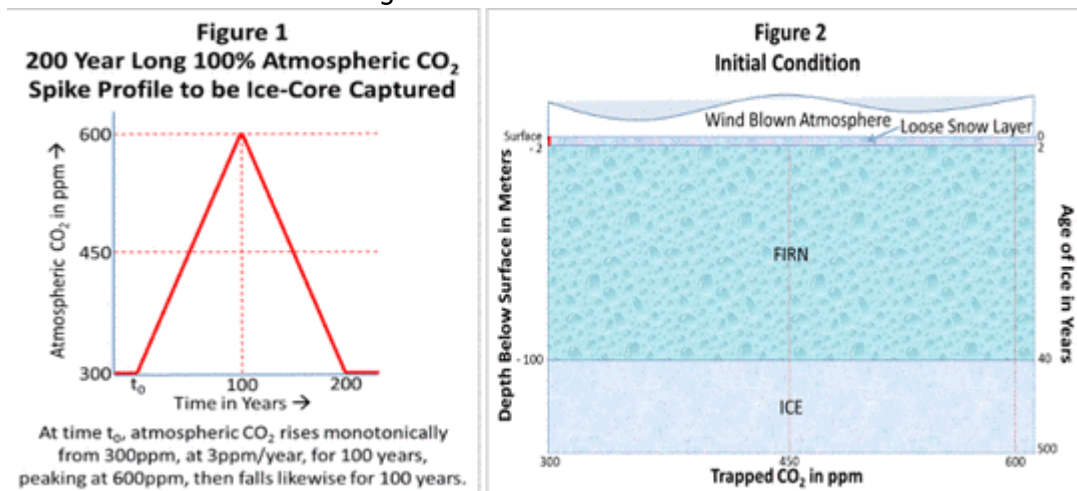 Figure 1
200 Year Long 100% Atmospheric CO₂
Spike Profile to be Ice-Core Captured
Atmospheric CO₂ in ppm →
600
450
300
t₀
100
200
Time in Years →
At time t₀, atmospheric CO₂ rises monotonically
from 300ppm, at 3ppm/year, for 100 years,
peaking at 600ppm, then falls likewise for 100 years.
Figure 2
Initial Condition
Wind Blown Atmosphere
Loose Snow Layer
Surface
- 2
- 100
0
2
40
500
Depth Below Surface in Meters
Age of Ice in Years
FIRN
ICE
300
450
600
Trapped CO₂ in ppm